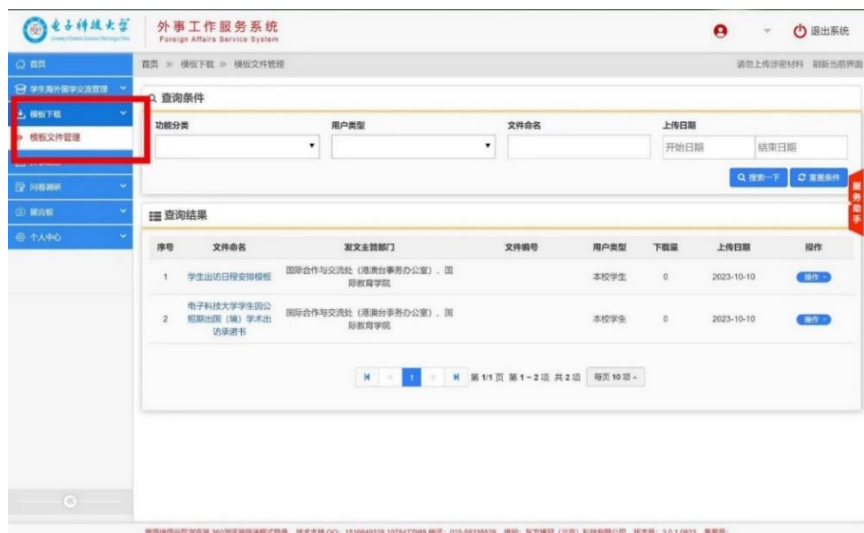 电子科技大学
外事工作服务系统
Foreign Affairs Service System
退出系统
首页
首页 » 模板下载 » 模板文件管理
请勿上传涉密材料 刷新当前界面
学生海外留学交流管理
模板下载
» 模板文件管理
问卷调研
留言板
个人中心
查询条件
功能分类
用户类型
文件命名
上传日期
开始日期
结束日期
搜索一下
重置条件
服务助手
查询结果
序号 文件命名 发文主管部门 文件编号 用户类型 下载量 上传日期 操作
1 学生出访日程安排模板 国际合作与交流处（港澳台事务办公室）、国际教育学院 本校学生 0 2023-10-10 操作
2 电子科技大学学生因公短期出国（境）学术出访承诺书 国际合作与交流处（港澳台事务办公室）、国际教育学院 本校学生 0 2023-10-10 操作
1
第 1/1 页 第 1 ~ 2 项 共 2 项
每页 10 项